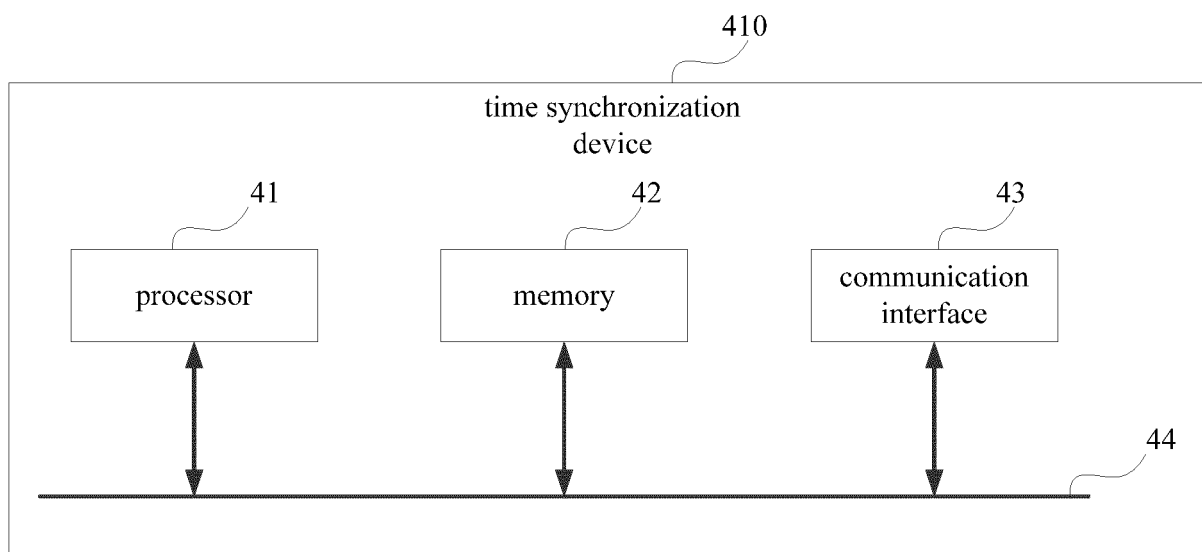 410
time synchronization
device
41
42
43
processor
memory
communication
interface
44